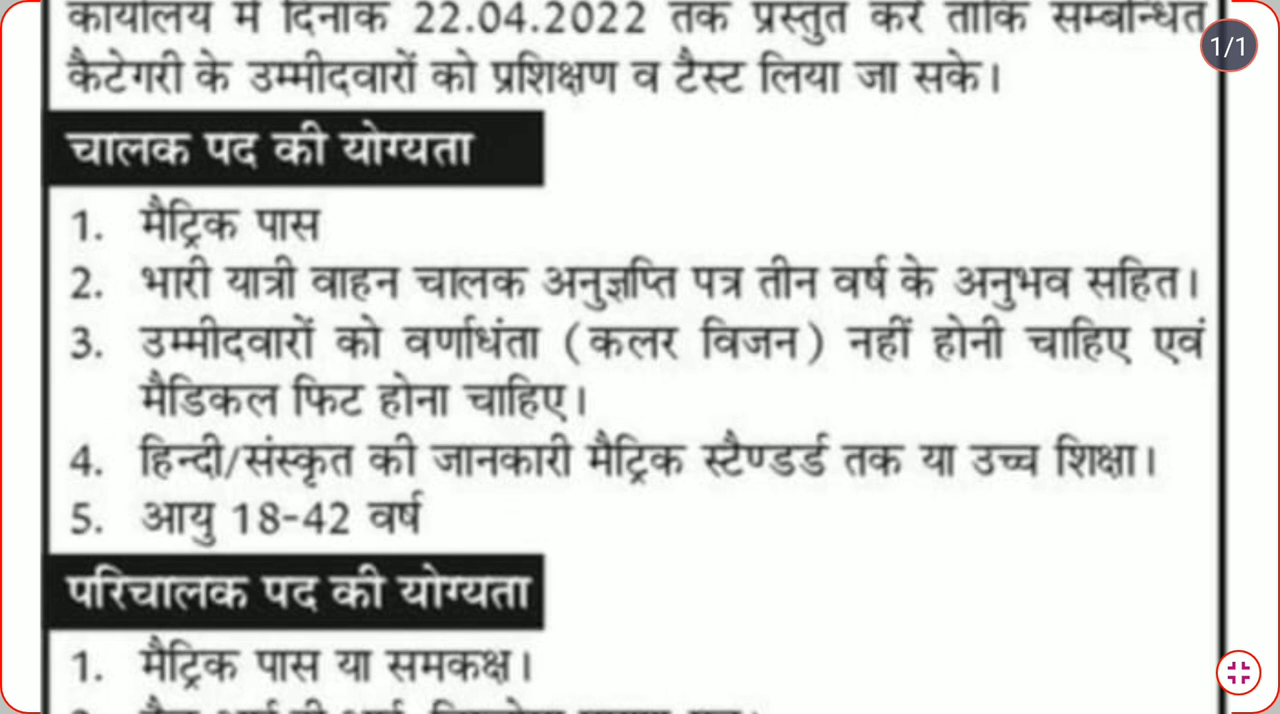 कार्यालय में दिनांक 22.04.2022 तक प्रस्तुत करें ताकि सम्बन्धित
1/1
कैटेगरी के उम्मीदवारों को प्रशिक्षण व टैस्ट लिया जा सके।
चालक पद की योग्यता
1. मैट्रिक पास
2. भारी यात्री वाहन चालक अनुज्ञप्ति पत्र तीन वर्ष के अनुभव सहित।
3. उम्मीदवारों को वर्णाधंता (कलर विजन) नहीं होनी चाहिए एवं
मैडिकल फिट होना चाहिए।
4. हिन्दी/संस्कृत की जानकारी मैट्रिक स्टैण्डर्ड तक या उच्च शिक्षा।
5. आयु 18-42 वर्ष
परिचालक पद की योग्यता
1. मैट्रिक पास या समकक्ष।